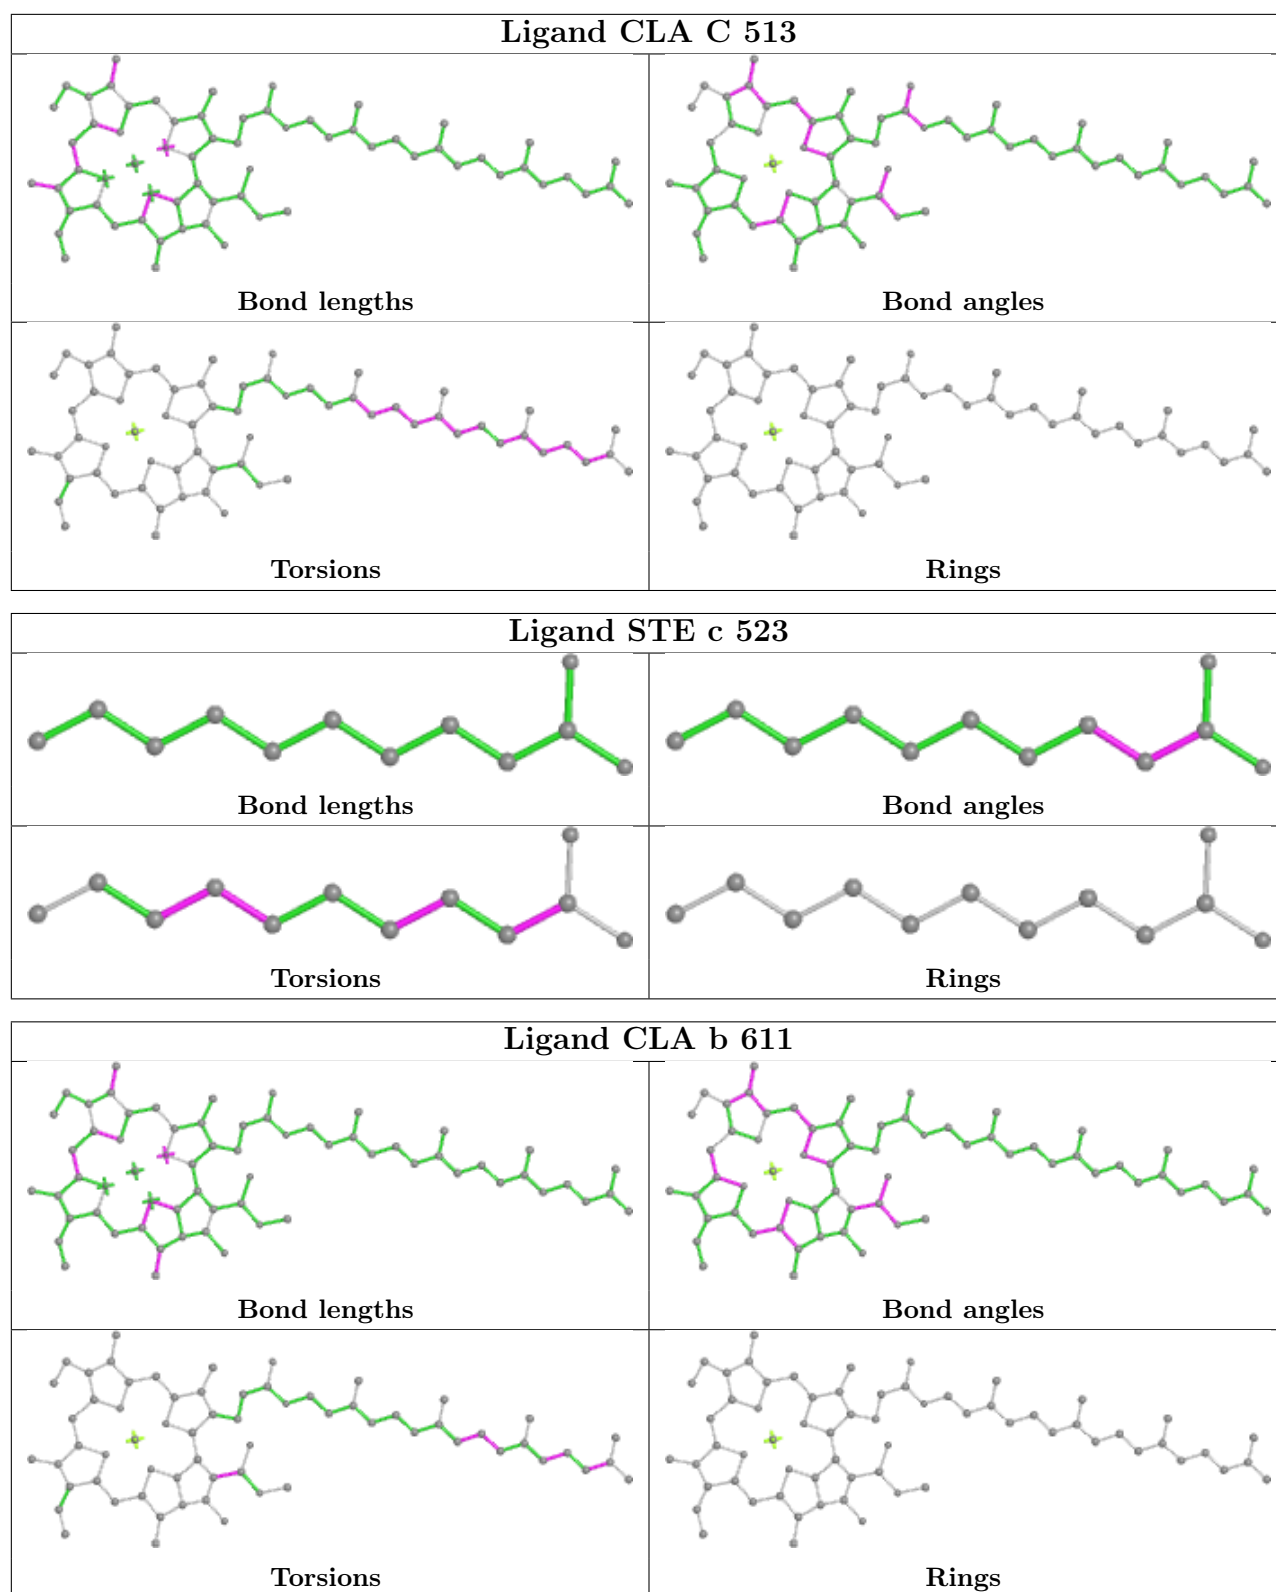 Ligand CLA C 513
Bond lengths
Bond angles
Torsions
Rings
Ligand STE c 523
Bond lengths
Bond angles
Torsions
Rings
Ligand CLA b 611
Bond lengths
Bond angles
Torsions
Rings